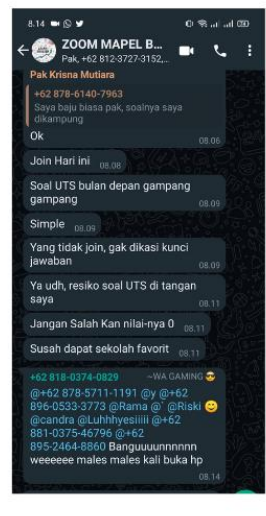 8.14
ZOOM MAPEL B...
Pak, +62 812-3727-3152,...
Pak Krisna Mutiara
+62 878-6140-7963
Saya baju biasa pak, soalnya saya
dikampung
Ok
08.06
Join Hari ini 08.08
Soal UTS bulan depan gampang
gampang
08.09
Simple 08.09
Yang tidak join, gak dikasi kunci
jawaban
08.09
Ya udh, resiko soal UTS di tangan
saya
08.11
Jangan Salah Kan nilai-nya 0 08.11
Susah dapat sekolah favorit 08.11
+62 818-0374-0829 ~WA GAMING 😎
@+62 878-5711-1191 @y @+62
896-0533-3773 @Rama @` @Riski 🙂
@candra @Luhhhyesiiii @+62
881-0375-46796 @+62
895-2464-8860 Banguuuunnnnnn
weeeeee males males kali buka hp
08.14